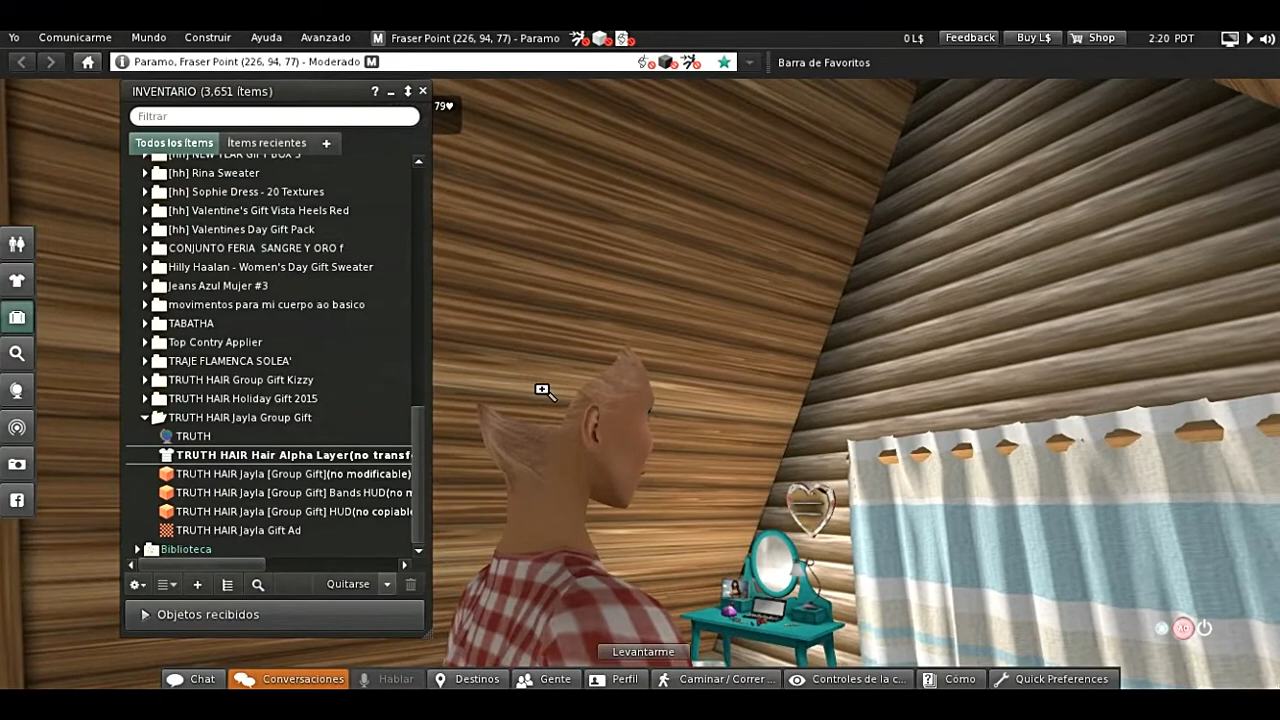 Yo Comunicarme Mundo Construir Ayuda Avanzado M Fraser Point (226, 94, 77) - Paramo 0 L$ Feedback Buy L$ Shop 2:20 PDT
Paramo, Fraser Point (226, 94, 77) - Moderado M Barra de Favoritos
INVENTARIO (3,651 ítems) ?
79
Filtrar
Todos los ítems Ítems recientes +
[hh] NEW YEAR GIFT BOX 3
[hh] Rina Sweater
[hh] Sophie Dress - 20 Textures
[hh] Valentine's Gift Vista Heels Red
[hh] Valentines Day Gift Pack
CONJUNTO FERIA SANGRE Y ORO f
Hilly Haalan - Women's Day Gift Sweater
Jeans Azul Mujer #3
movimentos para mi cuerpo ao basico
TABATHA
Top Contry Applier
TRAJE FLAMENCA SOLEA'
TRUTH HAIR Group Gift Kizzy
TRUTH HAIR Holiday Gift 2015
TRUTH HAIR Jayla Group Gift
TRUTH
TRUTH HAIR Hair Alpha Layer(no transf
TRUTH HAIR Jayla [Group Gift](no modificable)
TRUTH HAIR Jayla [Group Gift] Bands HUD(no m
TRUTH HAIR Jayla [Group Gift] HUD(no copiable
TRUTH HAIR Jayla Gift Ad
Biblioteca
Quitarse
Objetos recibidos
AO
Levantarme
Chat Conversaciones Hablar Destinos Gente Perfil Caminar / Correr ... Controles de la c... Cómo Quick Preferences